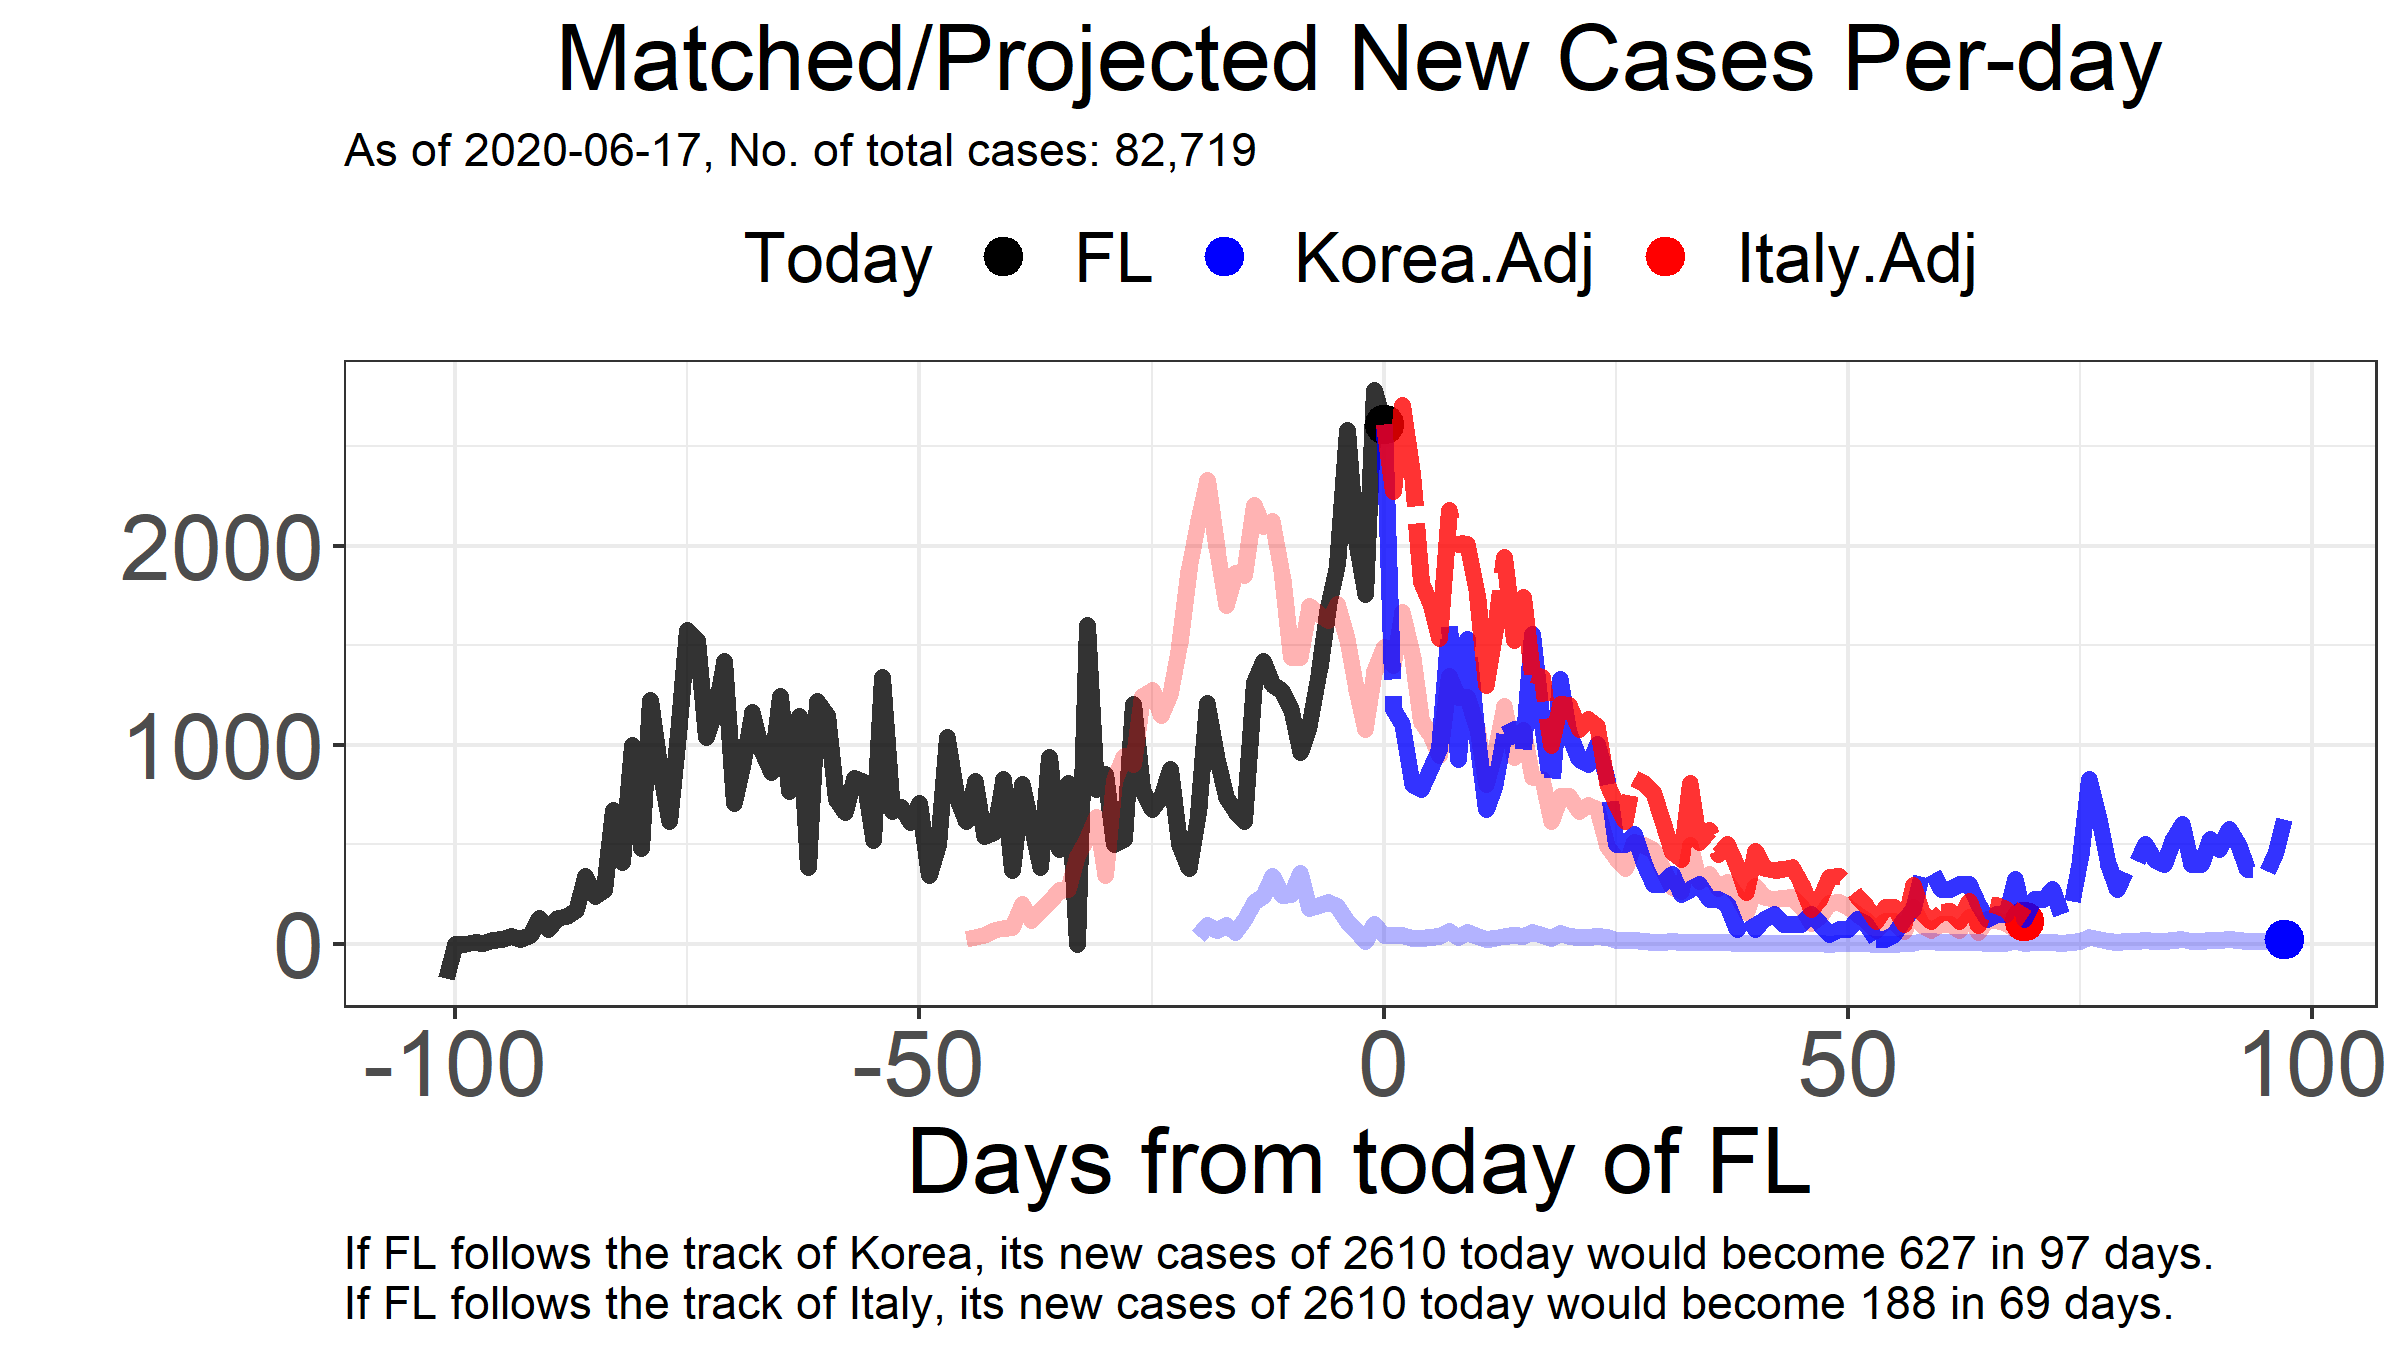 Matched/Projected New Cases Per-day
As of 2020-06-17, No. of total cases: 82,719
Today FL Korea.Adj Italy.Adj
2000
1000
0
-100 -50 0 50 100
Days from today of FL
If FL follows the track of Korea, its new cases of 2610 today would become 627 in 97 days.
If FL follows the track of Italy, its new cases of 2610 today would become 188 in 69 days.